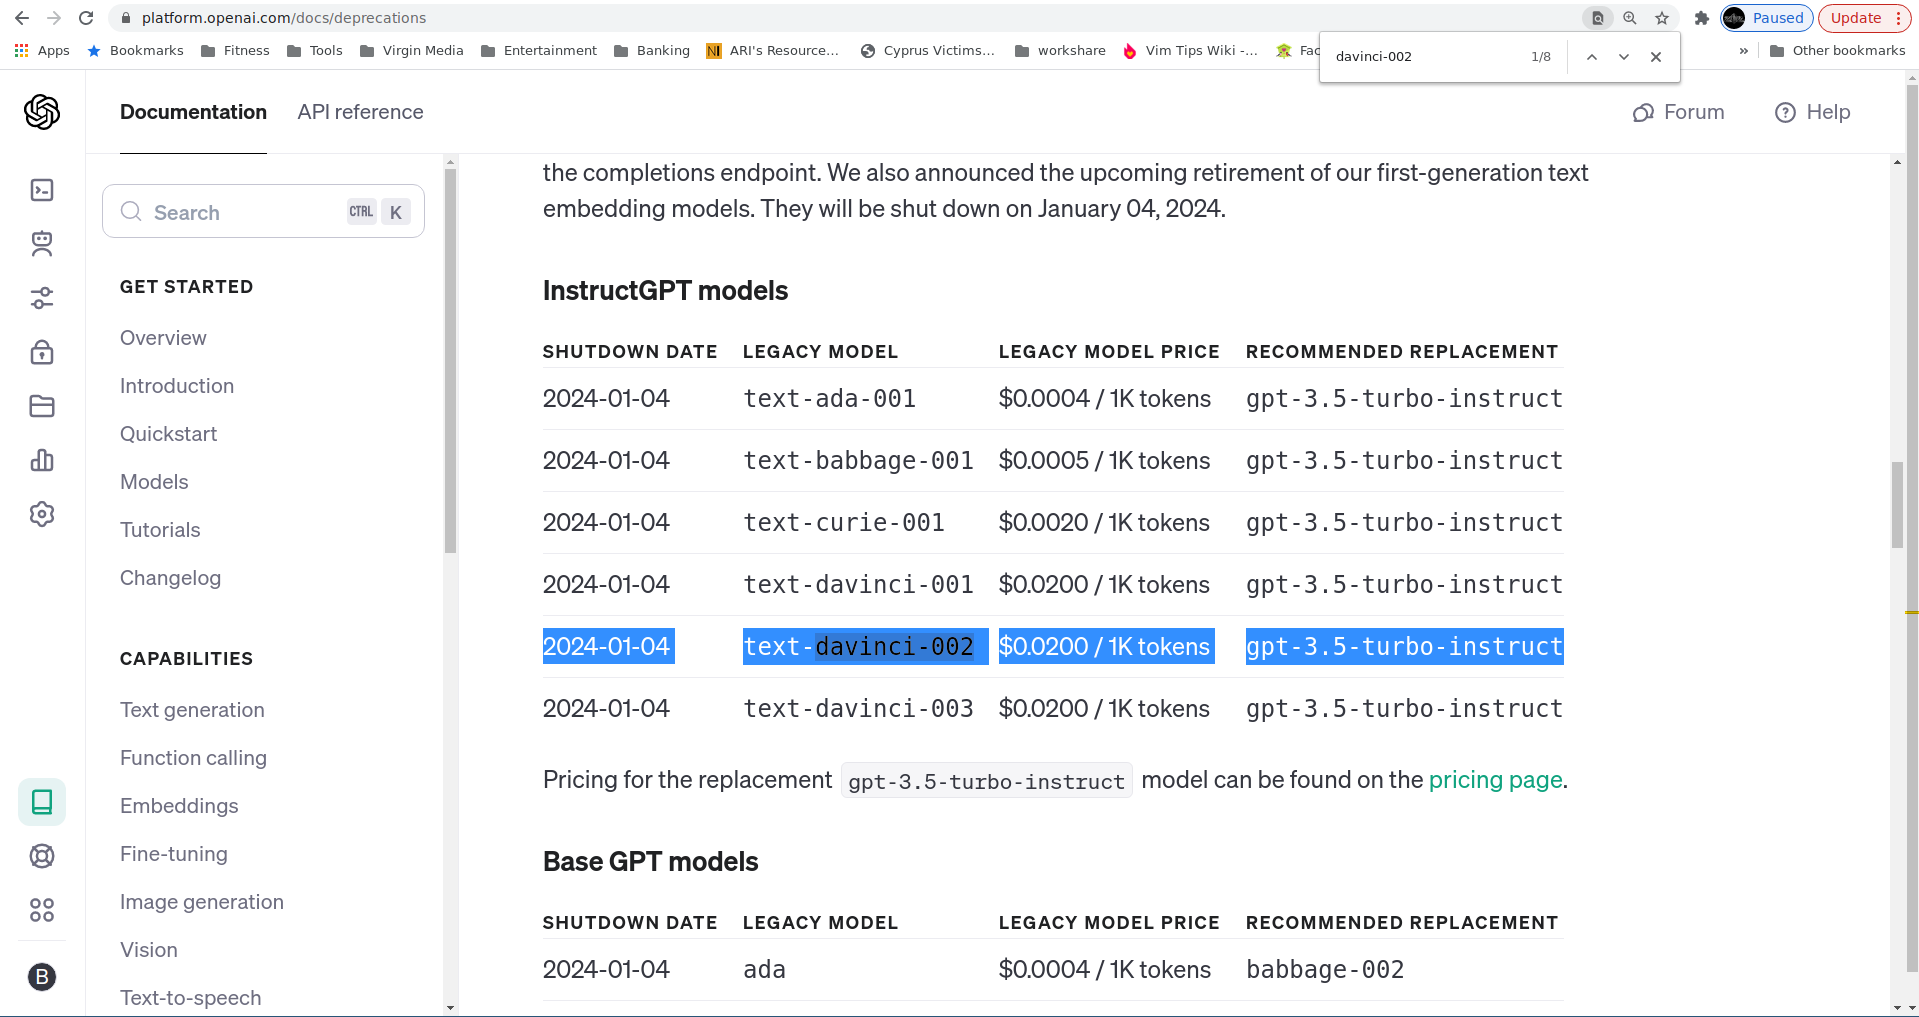 platform.openai.com/docs/deprecations
Paused
Update
Apps
Bookmarks
Fitness
Tools
Virgin Media
Entertainment
Banking
NI
ARI's Resource...
Cyprus Victims...
workshare
Vim Tips Wiki -...
Fac
davinci-002
1/8
»
Other bookmarks
Documentation
API reference
Forum
Help
Search
CTRL K
GET STARTED
Overview
Introduction
Quickstart
Models
Tutorials
Changelog
CAPABILITIES
Text generation
Function calling
Embeddings
Fine-tuning
Image generation
Vision
Text-to-speech
B
the completions endpoint. We also announced the upcoming retirement of our first-generation text
embedding models. They will be shut down on January 04, 2024.
InstructGPT models
SHUTDOWN DATE LEGACY MODEL LEGACY MODEL PRICE RECOMMENDED REPLACEMENT
2024-01-04 text-ada-001 $0.0004 / 1K tokens gpt-3.5-turbo-instruct
2024-01-04 text-babbage-001 $0.0005 / 1K tokens gpt-3.5-turbo-instruct
2024-01-04 text-curie-001 $0.0020 / 1K tokens gpt-3.5-turbo-instruct
2024-01-04 text-davinci-001 $0.0200 / 1K tokens gpt-3.5-turbo-instruct
2024-01-04 text-davinci-002 $0.0200 / 1K tokens gpt-3.5-turbo-instruct
2024-01-04 text-davinci-003 $0.0200 / 1K tokens gpt-3.5-turbo-instruct
Pricing for the replacement gpt-3.5-turbo-instruct model can be found on the pricing page.
Base GPT models
SHUTDOWN DATE LEGACY MODEL LEGACY MODEL PRICE RECOMMENDED REPLACEMENT
2024-01-04 ada $0.0004 / 1K tokens babbage-002